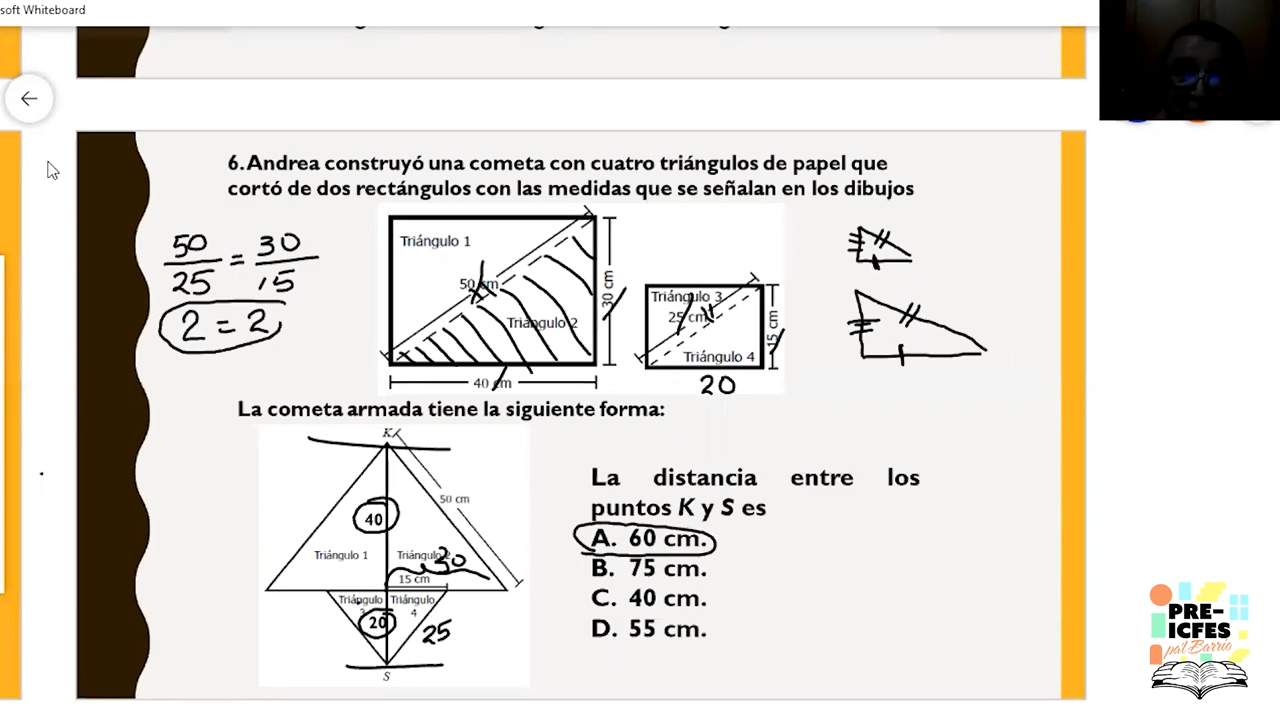 soft Whiteboard
6. Andrea construyó una cometa con cuatro triángulos de papel que
cortó de dos rectángulos con las medidas que se señalan en los dibujos
50/25 = 30/15
2 = 2
Triángulo 1
50 cm
Triángulo 2
30 cm
40 cm
Triángulo 3
25 cm
15 cm
Triángulo 4
20
La cometa armada tiene la siguiente forma:
K
50 cm
40
Triángulo 1
Triángulo 2
30
15 cm
Triángulo
3
Triángulo
4
20
25
S
La distancia entre los
puntos K y S es
A. 60 cm.
B. 75 cm.
C. 40 cm.
D. 55 cm.
PRE-
ICFES
pal Barrio